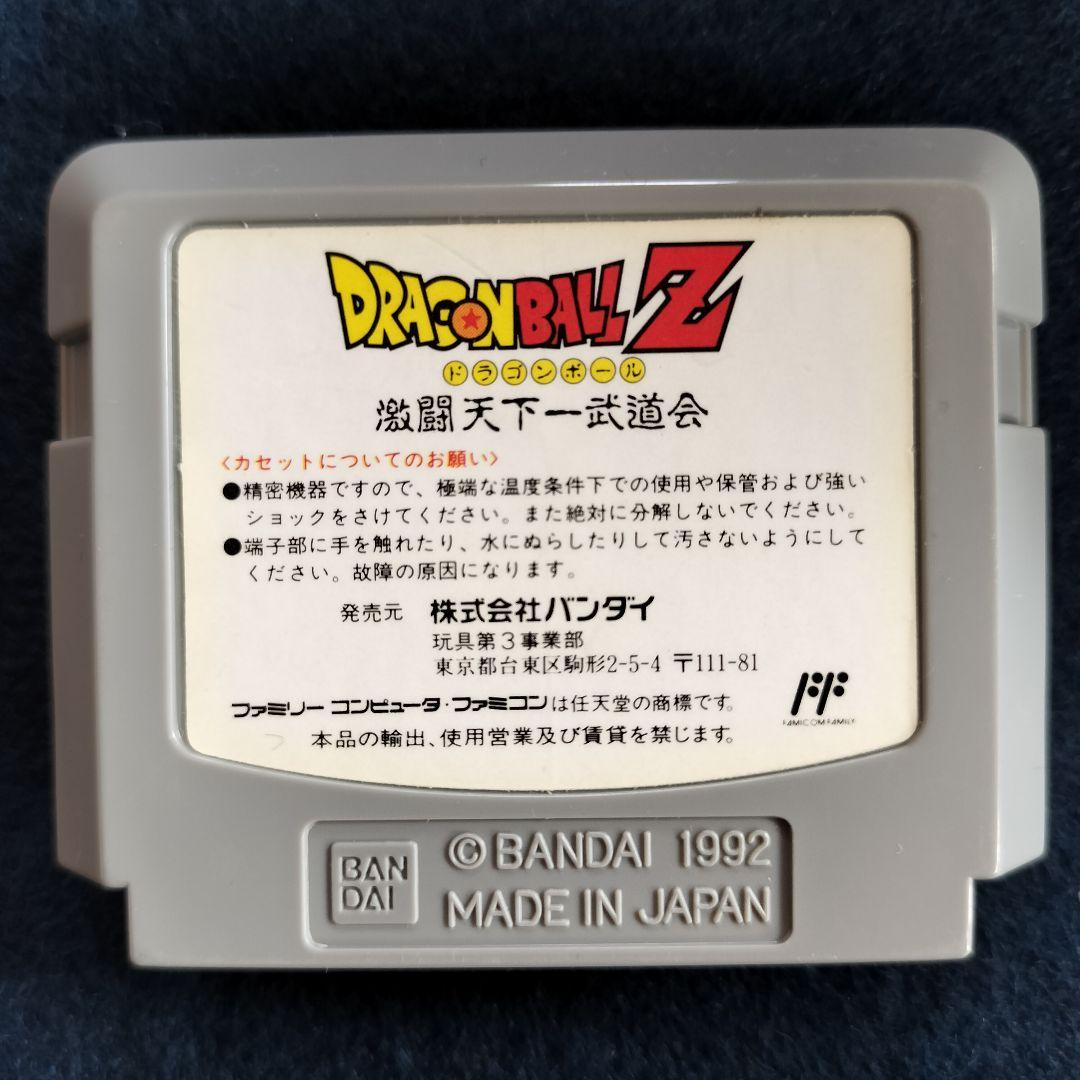 DRAGONBALL Z
ドラゴンボール
激闘天下一武道会
〈カセットについてのお願い〉
●精密機器ですので、極端な温度条件下での使用や保管および強い
ショックをさけてください。また絶対に分解しないでください。
●端子部に手を触れたり、水にぬらしたりして汚さないようにして
ください。故障の原因になります。
発売元 株式会社バンダイ
玩具第3事業部
東京都台東区駒形2-5-4 〒111-81
ファミリーコンピュータ・ファミコンは任天堂の商標です。
FF
FAMICOM FAMILY
本品の輸出、使用営業及び賃貸を禁じます。
BAN
DAI
©BANDAI 1992
MADE IN JAPAN